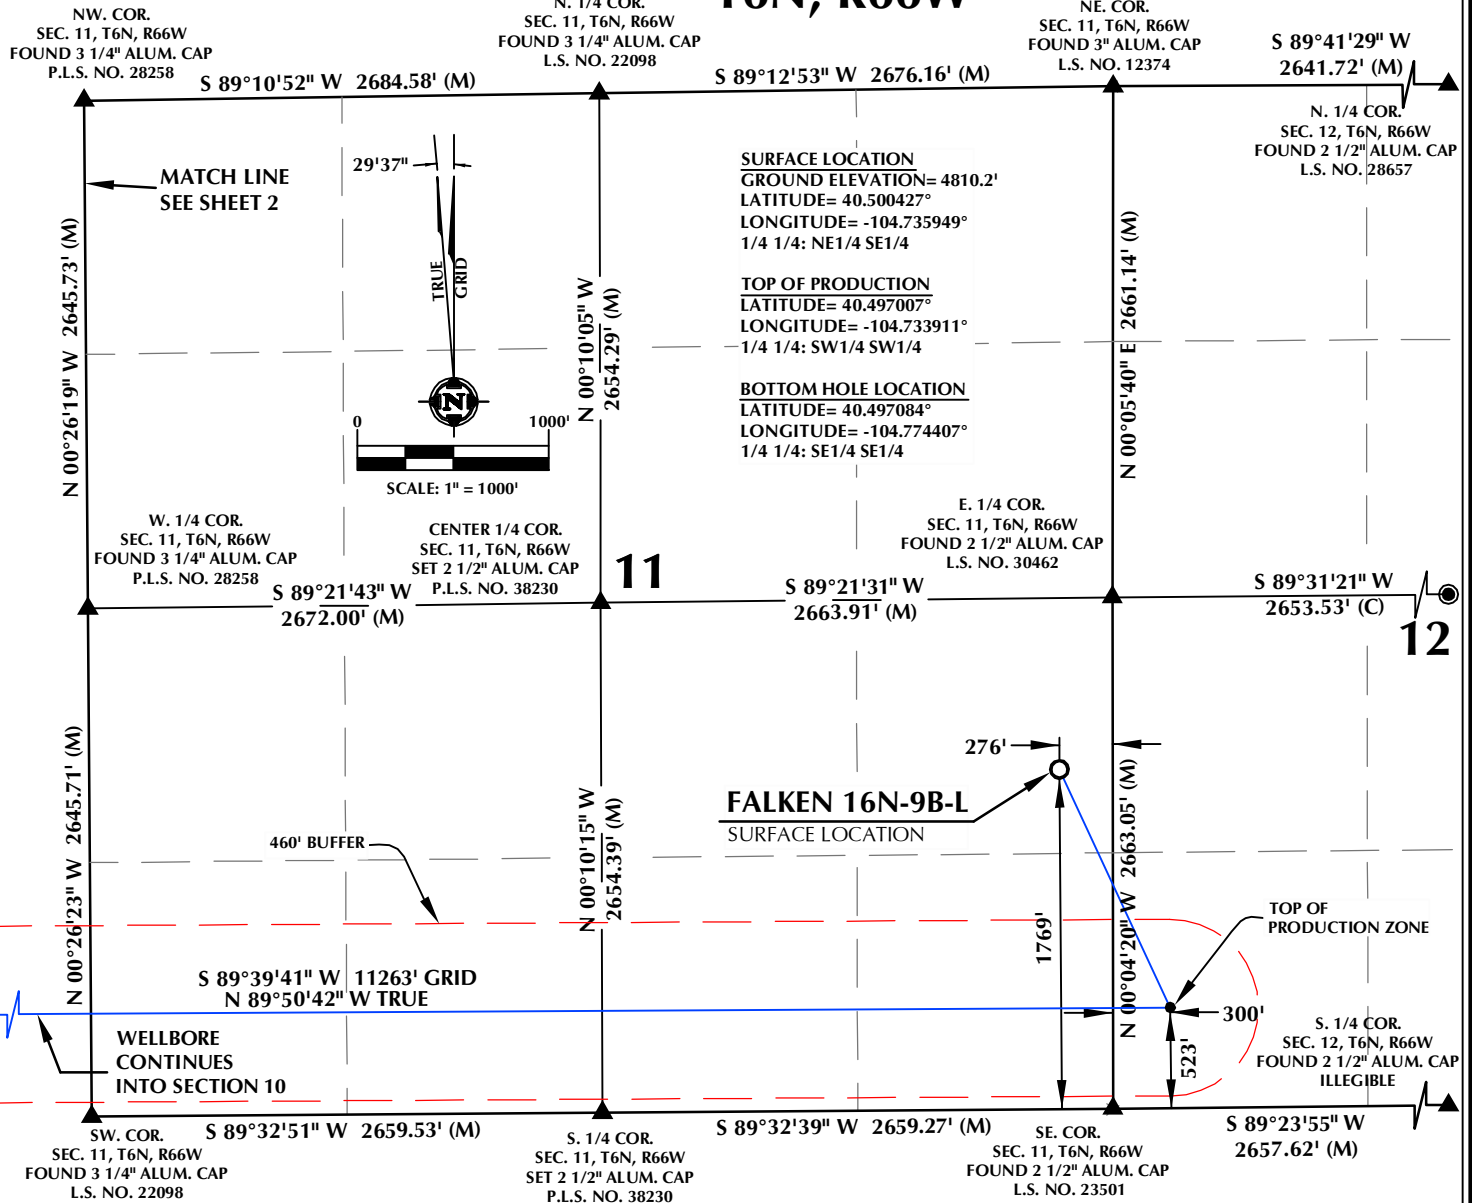 T6N, R66W
NW. COR.
SEC. 11, T6N, R66W
FOUND 3 1/4" ALUM. CAP
P.L.S. NO. 28258
N. 1/4 COR.
SEC. 11, T6N, R66W
FOUND 3 1/4" ALUM. CAP
L.S. NO. 22098
NE. COR.
SEC. 11, T6N, R66W
FOUND 3" ALUM. CAP
L.S. NO. 12374
S 89°41'29" W
2641.72' (M)
S 89°10'52" W 2684.58' (M)
S 89°12'53" W 2676.16' (M)
N. 1/4 COR.
SEC. 12, T6N, R66W
FOUND 2 1/2" ALUM. CAP
L.S. NO. 28657
MATCH LINE
SEE SHEET 2
29'37"
TRUE
GRID
N
0
1000'
SCALE: 1" = 1000'
SURFACE LOCATION
GROUND ELEVATION= 4810.2'
LATITUDE= 40.500427°
LONGITUDE= -104.735949°
1/4 1/4: NE1/4 SE1/4
TOP OF PRODUCTION
LATITUDE= 40.497007°
LONGITUDE= -104.733911°
1/4 1/4: SW1/4 SW1/4
BOTTOM HOLE LOCATION
LATITUDE= 40.497084°
LONGITUDE= -104.774407°
1/4 1/4: SE1/4 SE1/4
N 00°26'19" W 2645.73' (M)
N 00°10'05" W
2654.29' (M)
N 00°05'40" E 2661.14' (M)
W. 1/4 COR.
SEC. 11, T6N, R66W
FOUND 3 1/4" ALUM. CAP
P.L.S. NO. 28258
CENTER 1/4 COR.
SEC. 11, T6N, R66W
SET 2 1/2" ALUM. CAP
P.L.S. NO. 38230
11
E. 1/4 COR.
SEC. 11, T6N, R66W
FOUND 2 1/2" ALUM. CAP
L.S. NO. 30462
S 89°21'43" W
2672.00' (M)
S 89°21'31" W
2663.91' (M)
S 89°31'21" W
2653.53' (C)
12
276'
FALKEN 16N-9B-L
SURFACE LOCATION
460' BUFFER
N 00°26'23" W 2645.71' (M)
N 00°10'15" W
2654.39' (M)
1769'
N 00°04'20" W 2663.05' (M)
TOP OF
PRODUCTION ZONE
S 89°39'41" W 11263' GRID
N 89°50'42" W TRUE
300'
523'
WELLBORE
CONTINUES
INTO SECTION 10
S. 1/4 COR.
SEC. 12, T6N, R66W
FOUND 2 1/2" ALUM. CAP
ILLEGIBLE
S 89°32'51" W 2659.53' (M)
S 89°32'39" W 2659.27' (M)
S 89°23'55" W
2657.62' (M)
SW. COR.
SEC. 11, T6N, R66W
FOUND 3 1/4" ALUM. CAP
L.S. NO. 22098
S. 1/4 COR.
SEC. 11, T6N, R66W
SET 2 1/2" ALUM. CAP
P.L.S. NO. 38230
SE. COR.
SEC. 11, T6N, R66W
FOUND 2 1/2" ALUM. CAP
L.S. NO. 23501